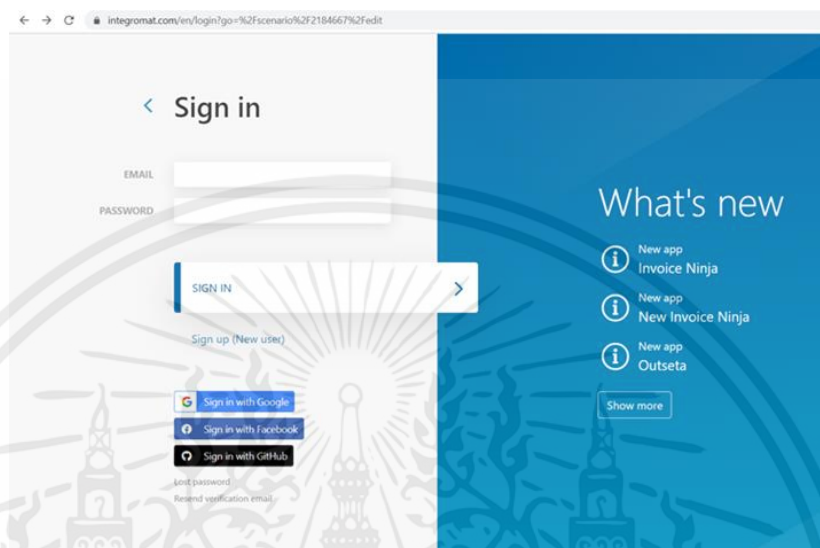 integromat.com/en/login?go=%2Fscenario%2F2184667%2Fedit
Sign in
EMAIL
PASSWORD
SIGN IN
Sign up (New user)
Sign in with Google
Sign in with Facebook
Sign in with GitHub
Lost password
Resend verification email
What's new
New app
Invoice Ninja
New app
New Invoice Ninja
New app
Outseta
Show more